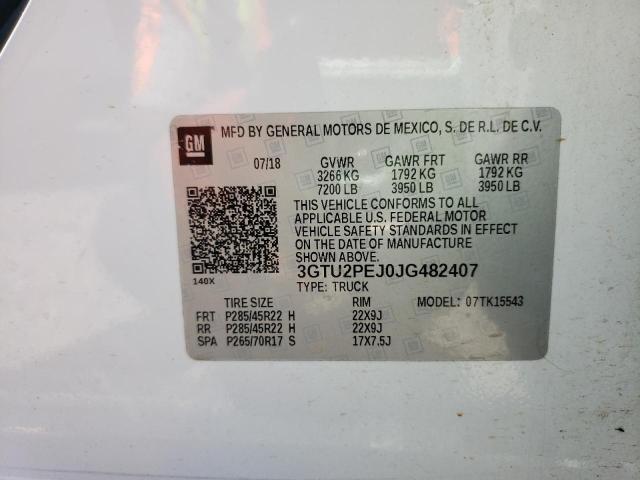 GM
MFD BY GENERAL MOTORS DE MEXICO, S. DE R.L. DE C.V.
07/18 GVWR GAWR FRT GAWR RR
3266 KG 1792 KG 1792 KG
7200 LB 3950 LB 3950 LB
THIS VEHICLE CONFORMS TO ALL
APPLICABLE U.S. FEDERAL MOTOR
VEHICLE SAFETY STANDARDS IN EFFECT
ON THE DATE OF MANUFACTURE
SHOWN ABOVE.
3GTU2PEJ0JG482407
140X
TYPE: TRUCK
TIRE SIZE RIM MODEL: 07TK15543
FRT P285/45R22 H 22X9J
RR P285/45R22 H 22X9J
SPA P265/70R17 S 17X7.5J